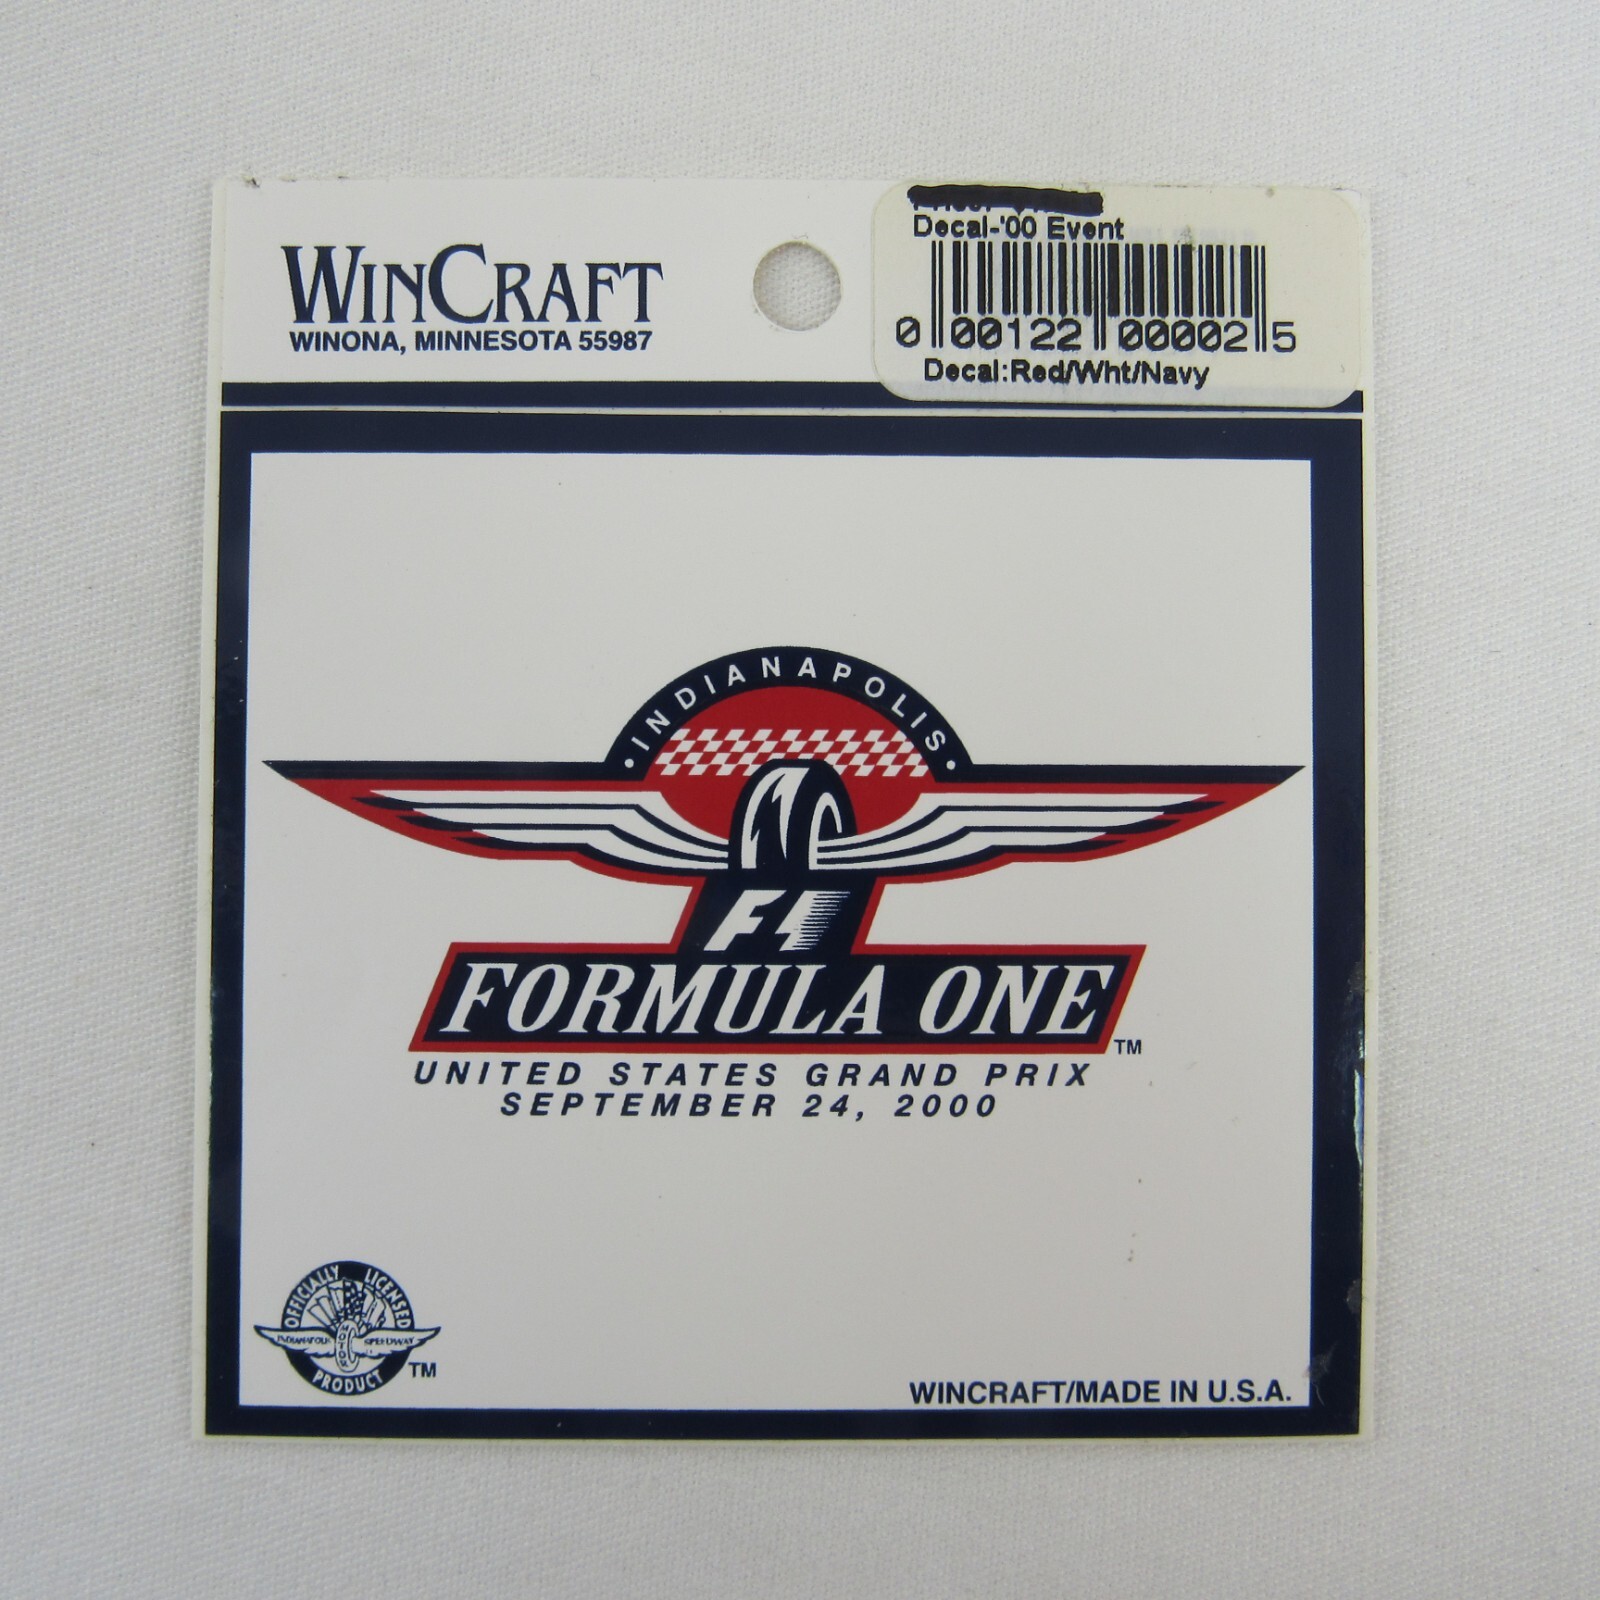 WINCRAFT
WINONA, MINNESOTA 55987
Decal-'00 Event
0 00122 00002 5
Decal:Red/Wht/Navy
• INDIANAPOLIS •
F1
FORMULA ONE TM
UNITED STATES GRAND PRIX
SEPTEMBER 24, 2000
OFFICIALLY LICENSED
INDIANAPOLIS MOTOR SPEEDWAY
PRODUCT TM
WINCRAFT/MADE IN U.S.A.